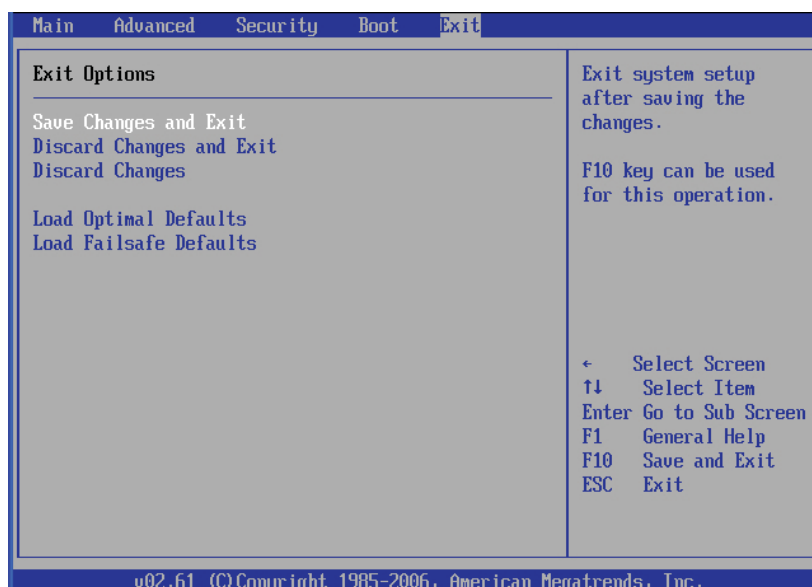 Main Advanced Security Boot Exit
Exit Options
Save Changes and Exit
Discard Changes and Exit
Discard Changes
Load Optimal Defaults
Load Failsafe Defaults
Exit system setup
after saving the
changes.
F10 key can be used
for this operation.
← Select Screen
↑↓ Select Item
Enter Go to Sub Screen
F1 General Help
F10 Save and Exit
ESC Exit
v02.61 (C)Copyright 1985-2006, American Megatrends, Inc.